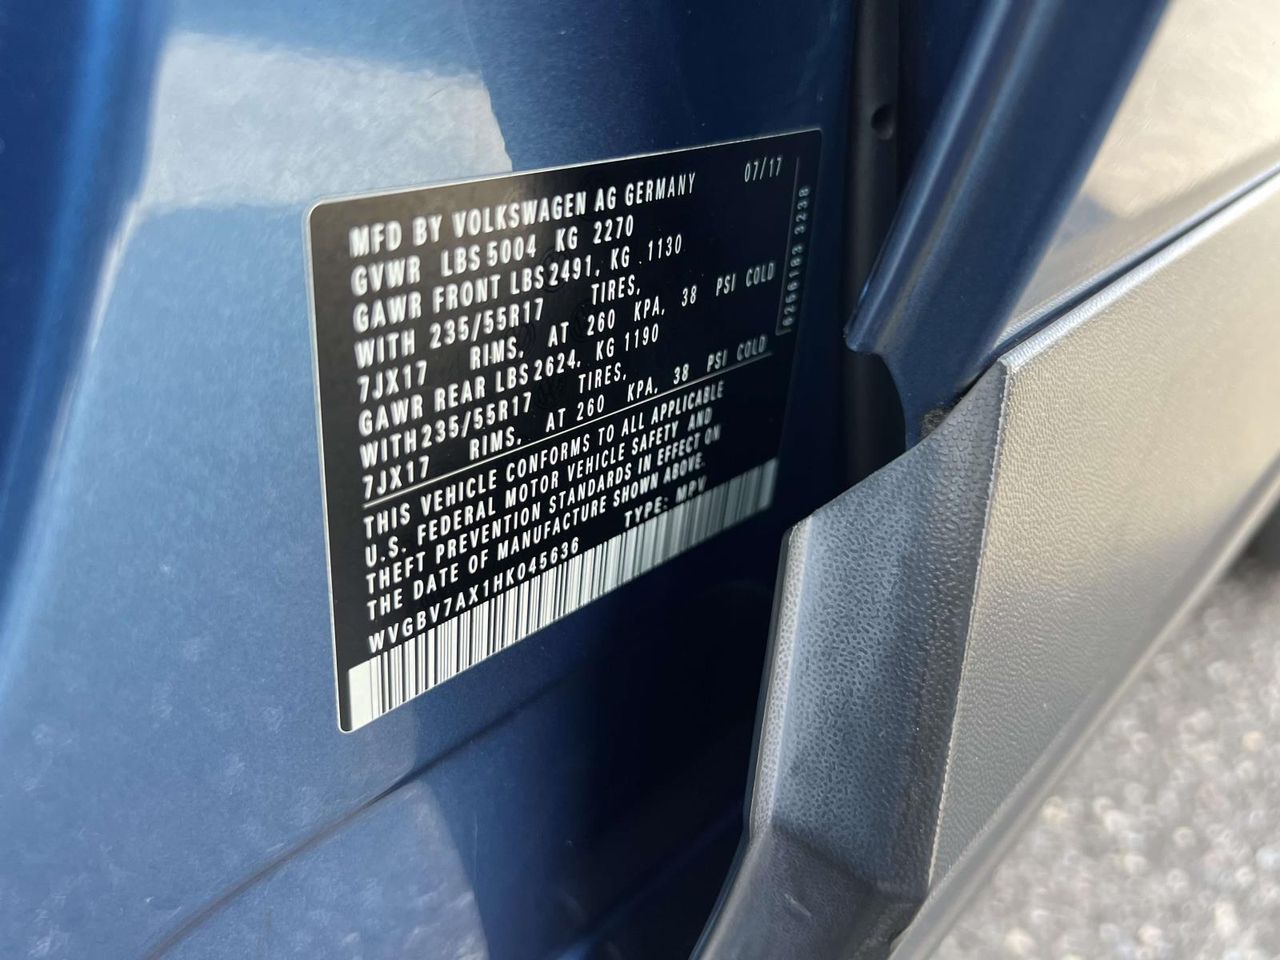 MFD BY VOLKSWAGEN AG GERMANY 07/17
GVWR LBS 5004 KG 2270
GAWR FRONT LBS 2491, KG 1130
WITH 235/55R17 TIRES,
7JX17 RIMS, AT 260 KPA, 38 PSI COLD
GAWR REAR LBS 2624, KG 1190
WITH 235/55R17 TIRES,
7JX17 RIMS, AT 260 KPA, 38 PSI COLD
THIS VEHICLE CONFORMS TO ALL APPLICABLE
U.S. FEDERAL MOTOR VEHICLE SAFETY AND
THEFT PREVENTION STANDARDS IN EFFECT ON
THE DATE OF MANUFACTURE SHOWN ABOVE.
WVGBV7AX1HK045636 TYPE: MPV